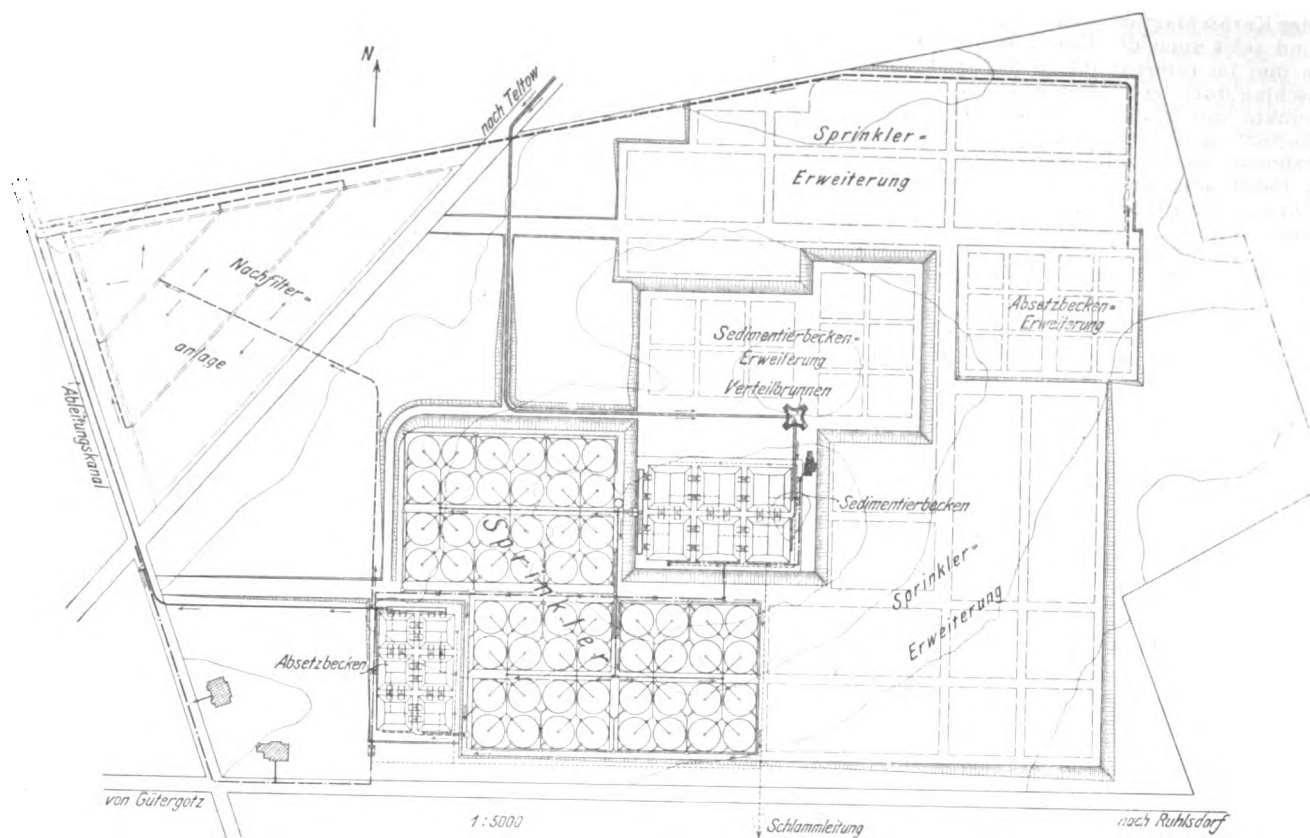 N
nach Teltow
Sprinkler =
Erweiterung
Nachfilter =
anlage
Absetzbecken =
Erweiterung
Sedimentierbecken -
Erweiterung
Verteilbrunnen
Ableitungskanal
Sedimentierbecken
Sprinkler
Sprinkler =
Erweiterung
Absetzbecken
von Gütergotz
1 : 5000
Schlammleitung
nach Ruhlsdorf